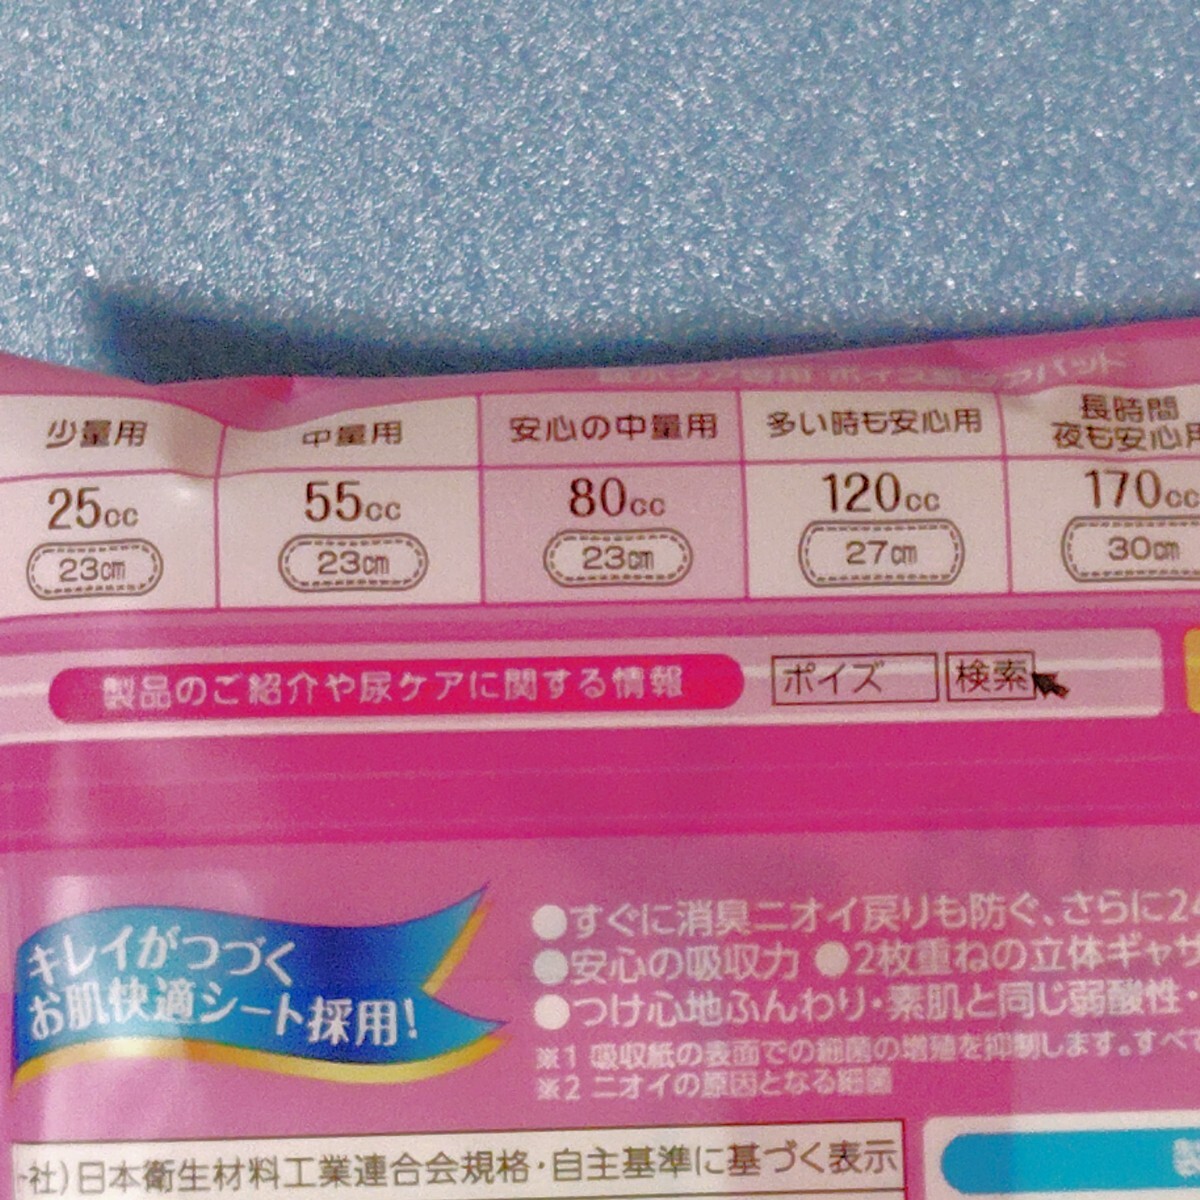 少量用 中量用 安心の中量用 多い時も安心用 長時間
夜も安心用
25cc 55cc 80cc 120cc 170cc
23cm 23cm 23cm 27cm 30cm
製品のご紹介や尿ケアに関する情報 ポイズ 検索
キレイがつづく
お肌快適シート採用!
●すぐに消臭ニオイ戻りも防ぐ、さらに2
●安心の吸収力 ●2枚重ねの立体ギャザ
●つけ心地ふんわり・素肌と同じ弱酸性・
※1 吸収紙の表面での細菌の増殖を抑制します。すべて
※2 ニオイの原因となる細菌
社)日本衛生材料工業連合会規格・自主基準に基づく表示
製